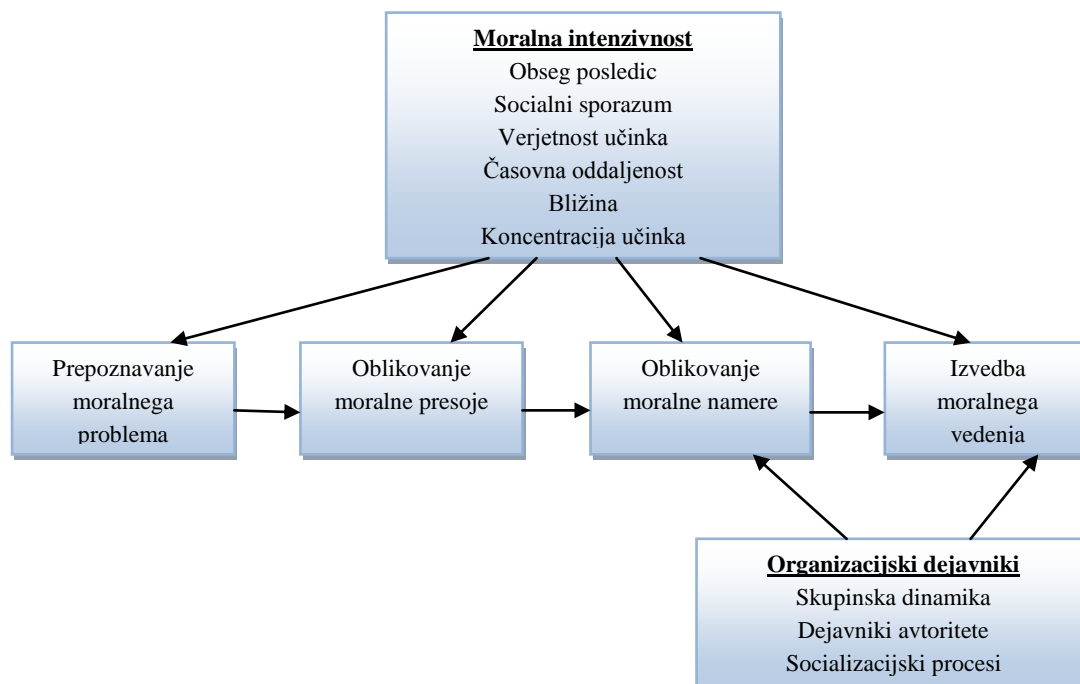 Moralna intenzivnost
Obseg posledic
Socialni sporazum
Verjetnost učinka
Časovna oddaljenost
Bližina
Koncentracija učinka
Prepoznavanje
moralnega
problema
Oblikovanje
moralne presoje
Oblikovanje
moralne namere
Izvedba
moralnega
vedenja
Organizacijski dejavniki
Skupinska dinamika
Dejavniki avtoritete
Socializacijski procesi